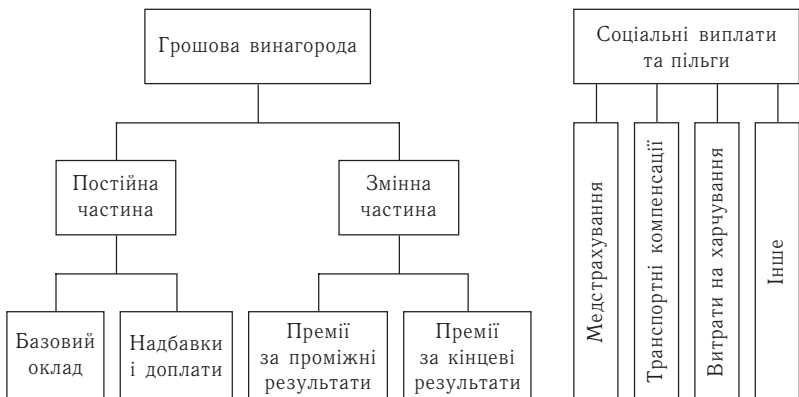 Грошова винагорода
Соціальні виплати
та пільги
Постійна
частина
Змінна
частина
Базовий
оклад
Надбавки
і доплати
Премії
за проміжні
результати
Премії
за кінцеві
результати
Медстрахування
Транспортні компенсації
Витрати на харчування
Інше